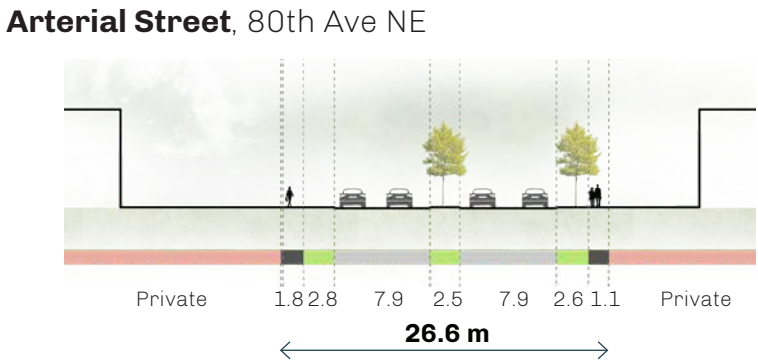 Arterial Street, 80th Ave NE
Private 1.8 2.8 7.9 2.5 7.9 2.6 1.1 Private
26.6 m